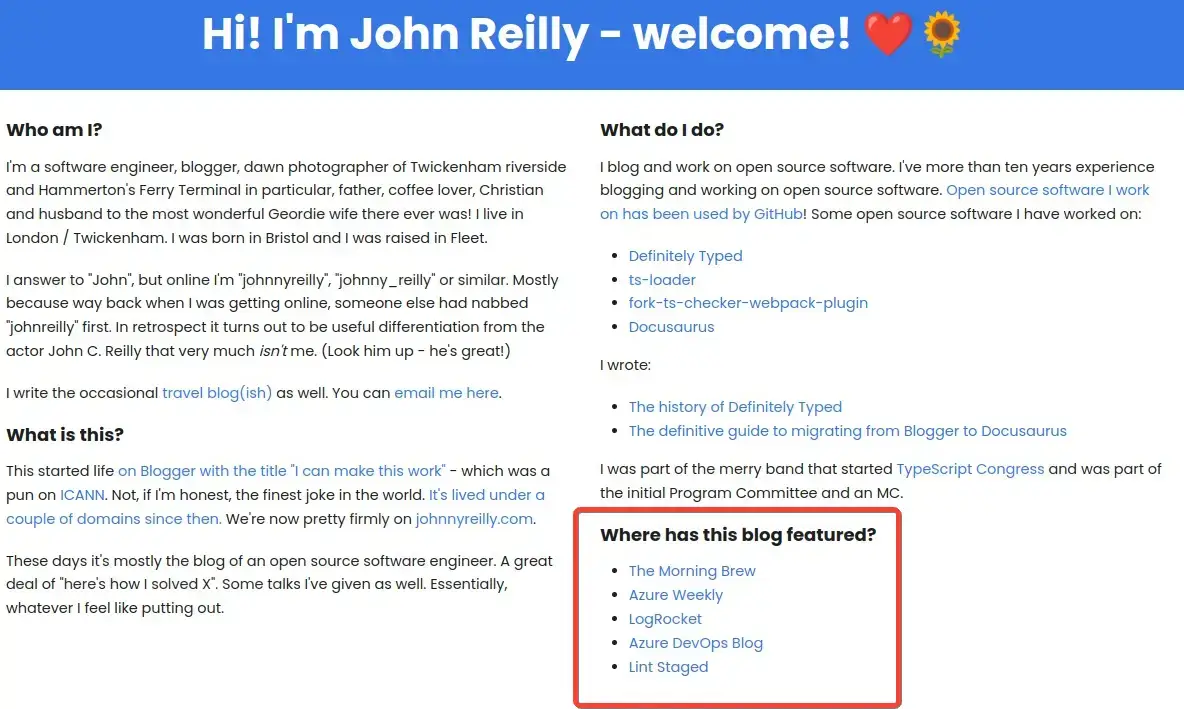 Hi! I'm John Reilly - welcome! ❤️🌻
Who am I?
I'm a software engineer, blogger, dawn photographer of Twickenham riverside
and Hammerton's Ferry Terminal in particular, father, coffee lover, Christian
and husband to the most wonderful Geordie wife there ever was! I live in
London / Twickenham. I was born in Bristol and I was raised in Fleet.
I answer to "John", but online I'm "johnnyreilly", "johnny_reilly" or similar. Mostly
because way back when I was getting online, someone else had nabbed
"johnreilly" first. In retrospect it turns out to be useful differentiation from the
actor John C. Reilly that very much isn't me. (Look him up - he's great!)
I write the occasional travel blog(ish) as well. You can email me here.
What is this?
This started life on Blogger with the title "I can make this work" - which was a
pun on ICANN. Not, if I'm honest, the finest joke in the world. It's lived under a
couple of domains since then. We're now pretty firmly on johnnyreilly.com.
These days it's mostly the blog of an open source software engineer. A great
deal of "here's how I solved X". Some talks I've given as well. Essentially,
whatever I feel like putting out.
What do I do?
I blog and work on open source software. I've more than ten years experience
blogging and working on open source software. Open source software I work
on has been used by GitHub! Some open source software I have worked on:
• Definitely Typed
• ts-loader
• fork-ts-checker-webpack-plugin
• Docusaurus
I wrote:
• The history of Definitely Typed
• The definitive guide to migrating from Blogger to Docusaurus
I was part of the merry band that started TypeScript Congress and was part of
the initial Program Committee and an MC.
Where has this blog featured?
• The Morning Brew
• Azure Weekly
• LogRocket
• Azure DevOps Blog
• Lint Staged